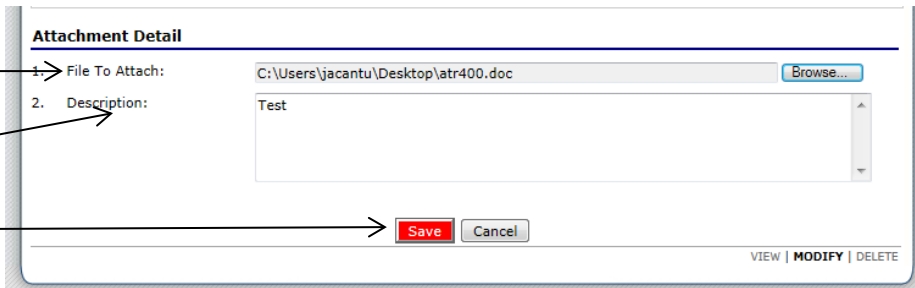 Attachment Detail
1. File To Attach: C:\Users\jacantu\Desktop\atr400.doc Browse...
2. Description: Test
Save Cancel
VIEW | MODIFY | DELETE